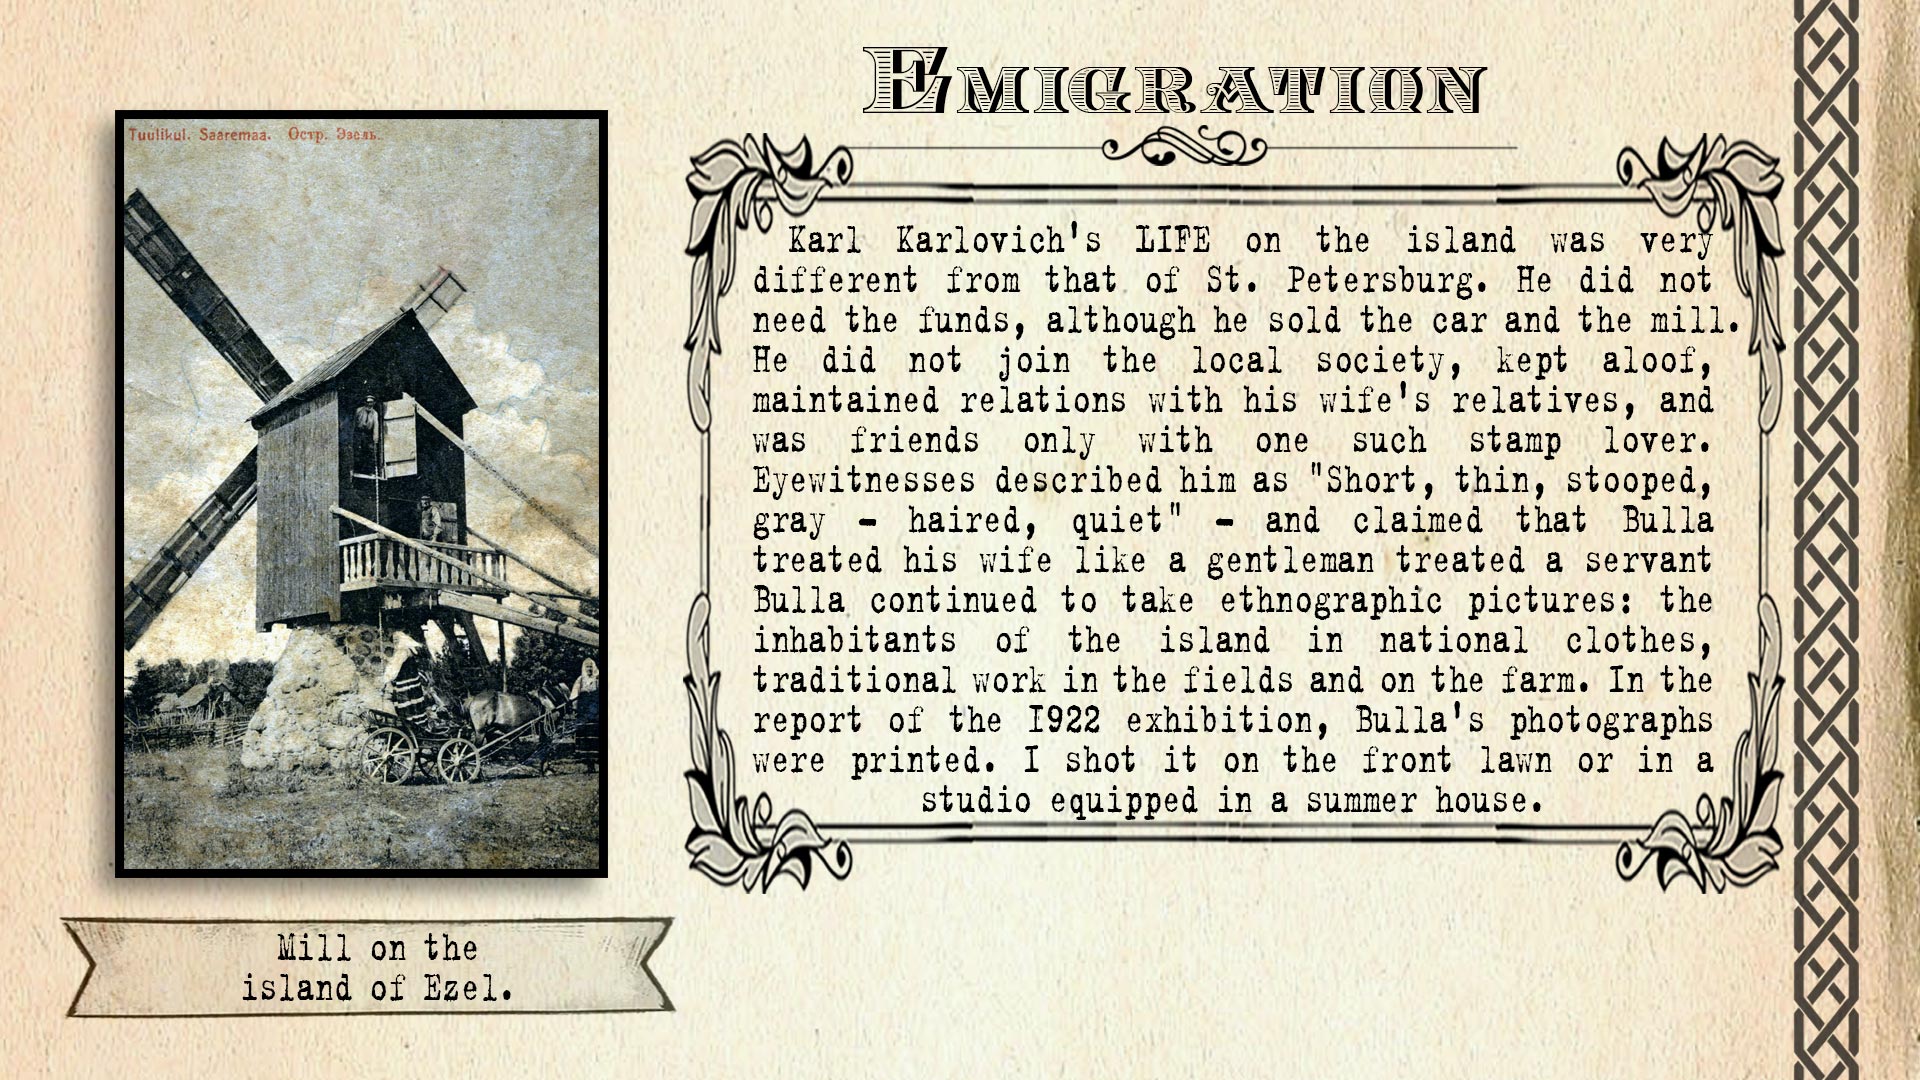 Emigration
Tuulikul. Saaremaa. Остр. Эзель.
Karl Karlovich's LIFE on the island was very
different from that of St. Petersburg. He did not
need the funds, although he sold the car and the mill.
He did not join the local society, kept aloof,
maintained relations with his wife's relatives, and
was friends only with one such stamp lover.
Eyewitnesses described him as "Short, thin, stooped,
gray - haired, quiet" - and claimed that Bulla
treated his wife like a gentleman treated a servant
Bulla continued to take ethnographic pictures: the
inhabitants of the island in national clothes,
traditional work in the fields and on the farm. In the
report of the I922 exhibition, Bulla's photographs
were printed. I shot it on the front lawn or in a
studio equipped in a summer house.
Mill on the
island of Ezel.